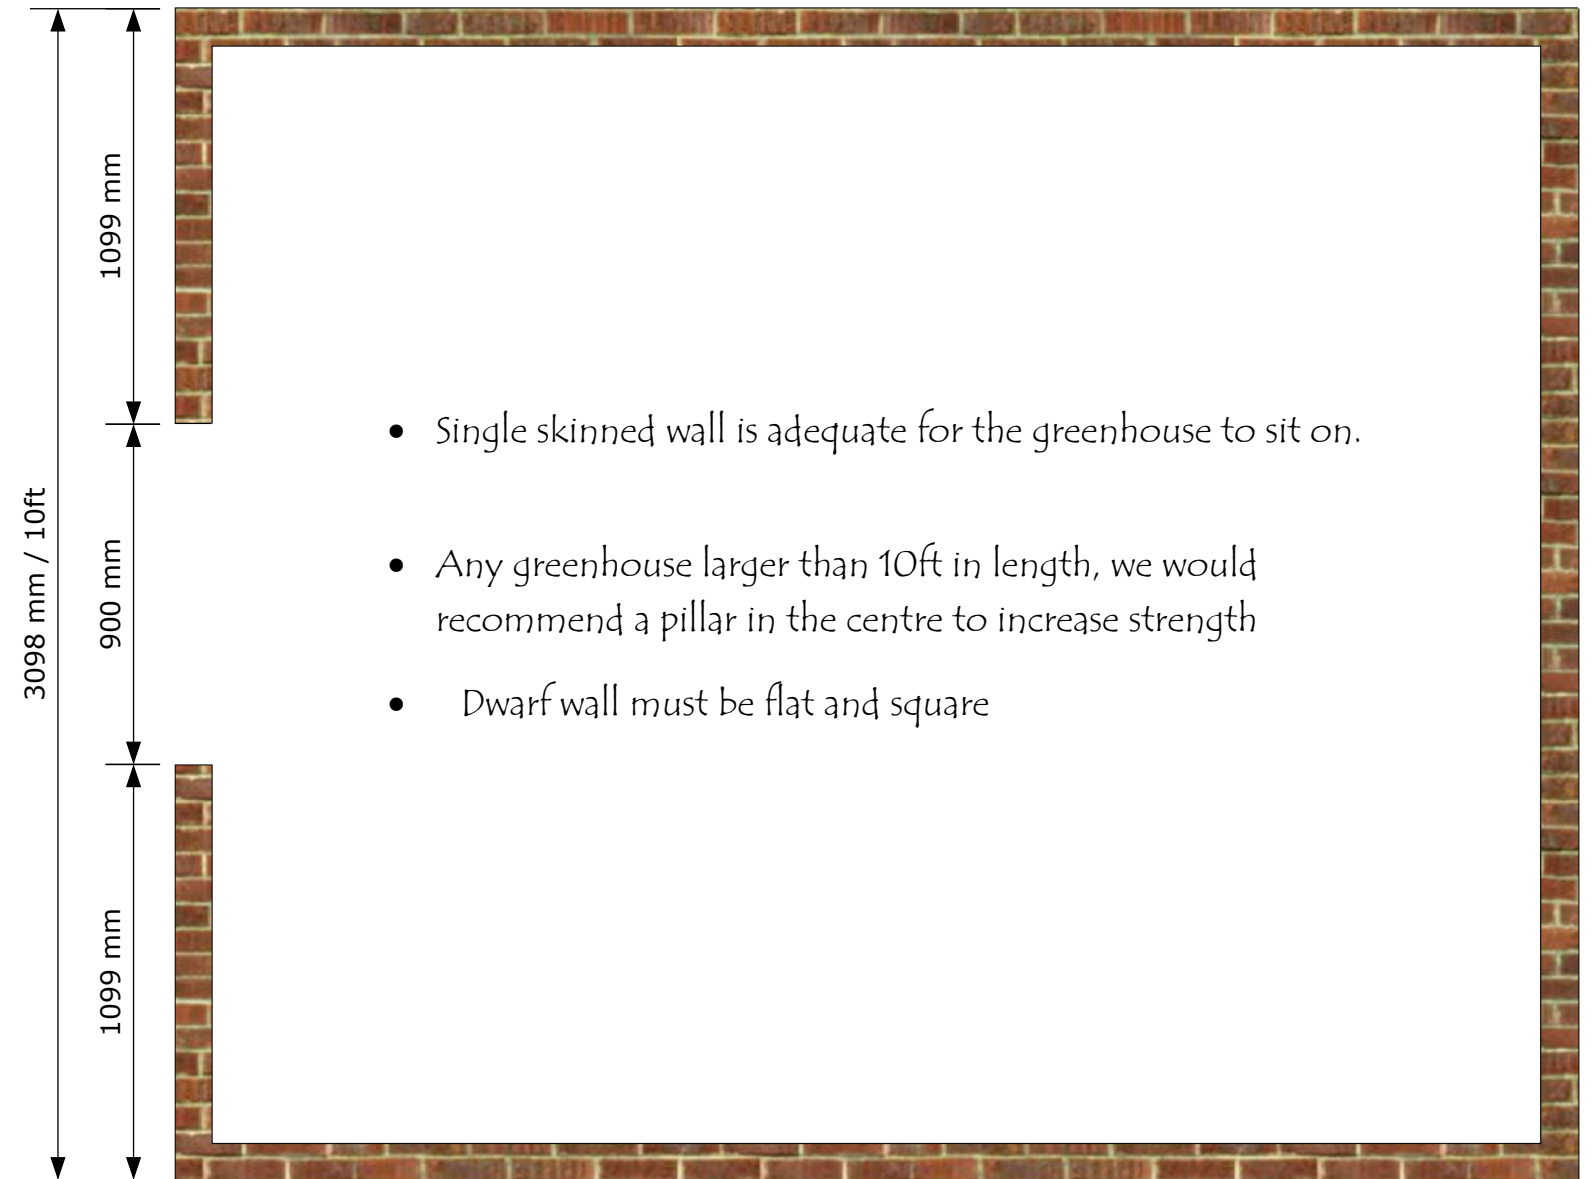 3098 mm / 10ft
1099 mm
900 mm
1099 mm
• Single skinned wall is adequate for the greenhouse to sit on.
• Any greenhouse larger than 10ft in length, we would
recommend a pillar in the centre to increase strength
• Dwarf wall must be flat and square